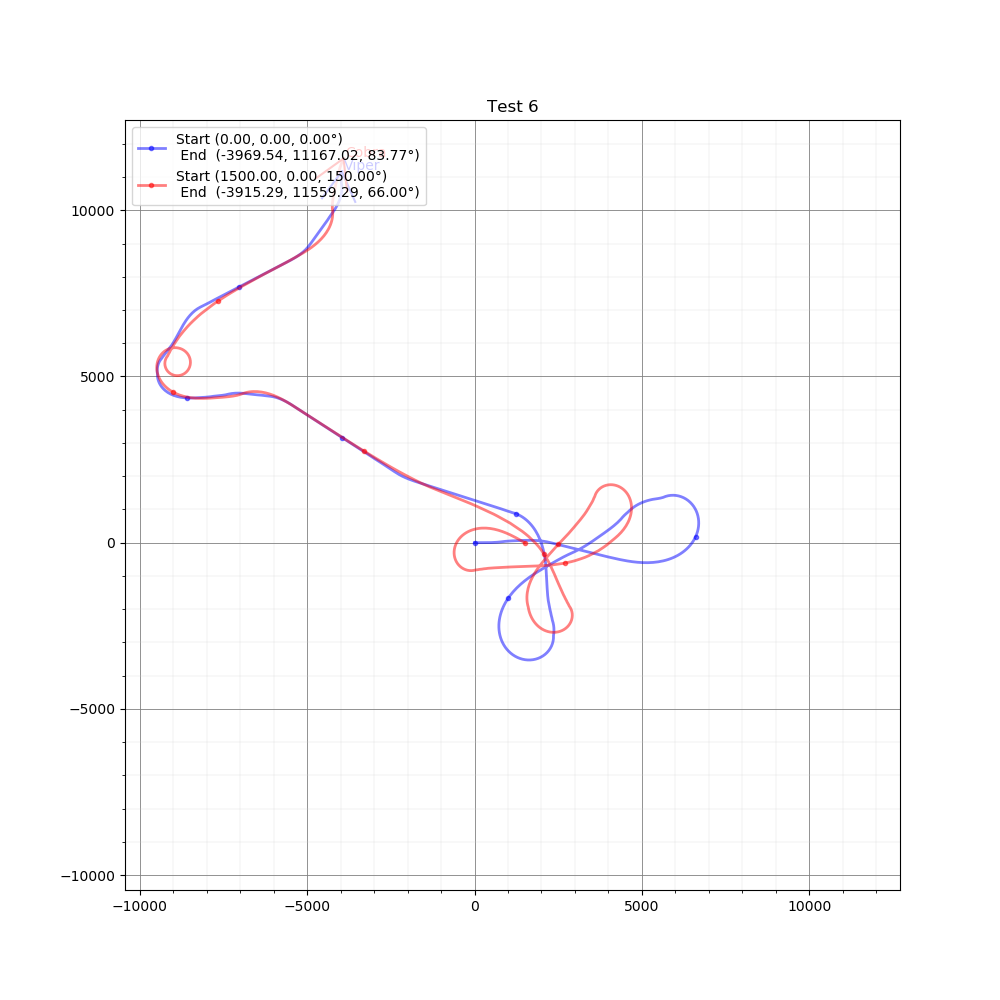 Test 6
Start (0.00, 0.00, 0.00°)
End (-3969.54, 11167.02, 83.77°)
Start (1500.00, 0.00, 150.00°)
End (-3915.29, 11559.29, 66.00°)
Viper
10000
5000
0
−5000
−10000
−10000 −5000 0 5000 10000